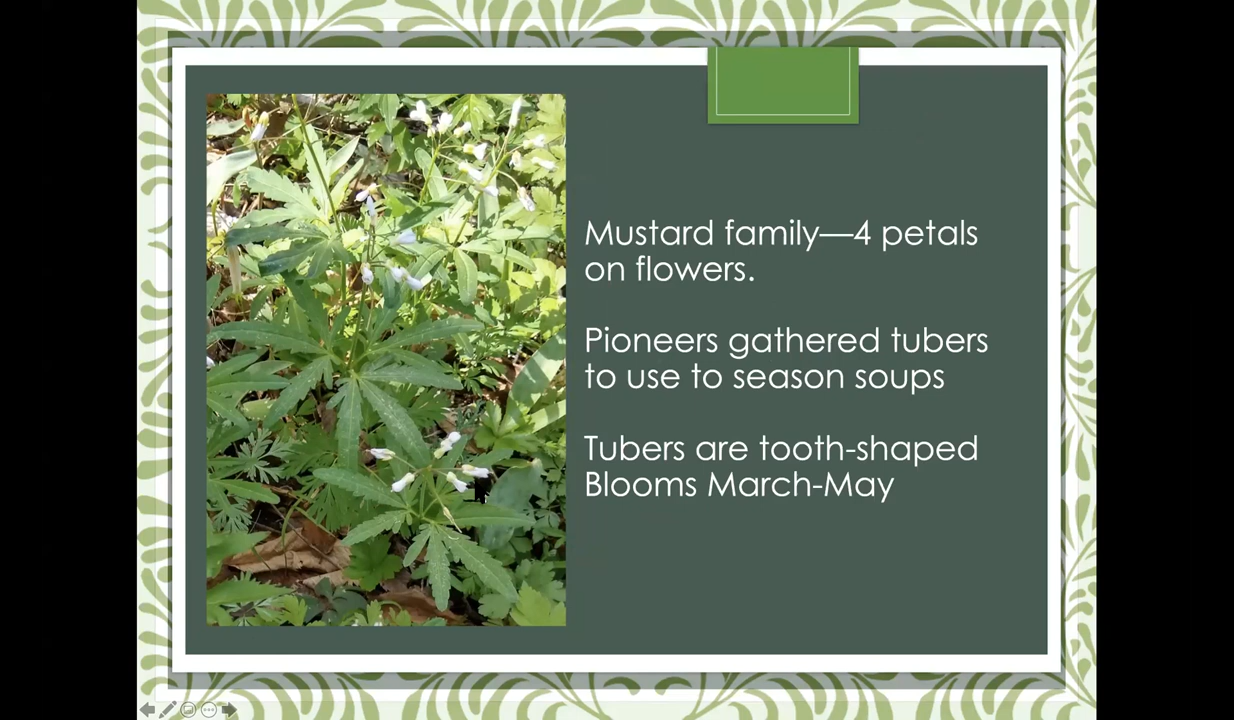 Mustard family—4 petals
on flowers.
Pioneers gathered tubers
to use to season soups
Tubers are tooth-shaped
Blooms March-May